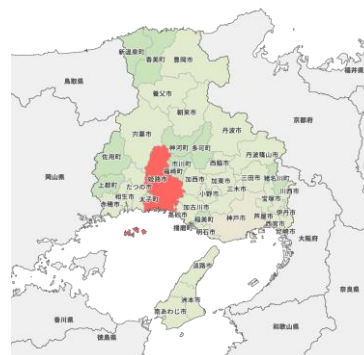 新温泉町
香美町
豊岡市
鳥取県
福井県
養父市
朝来市
京都府
丹波市
宍粟市
神河町
多可町
丹波篠山市
佐用町
市川町
西脇市
岡山県
福崎町
猪名川町
姫路市
加西市
加東市
三田市
上郡町
たつの市
川西市
小野市
三木市
宝塚市
相生市
太子町
伊丹市
赤穂市
加古川市
芦屋市
高砂市
稲美町
神戸市
西宮市
尼崎市
播磨町
明石市
大阪府
淡路市
奈良県
洲本市
南あわじ市
香川県
和歌山県
徳島県